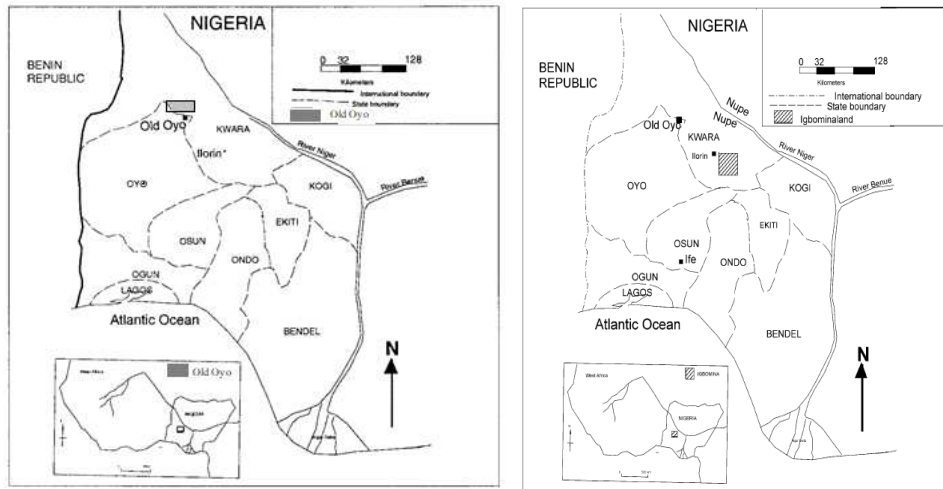 NIGERIA
BENIN
REPUBLIC
0 32 128
Kilometers
International boundary
State boundary
Old Oyo
Old Oyo
KWARA
Ilorin
River Niger
OYO
KOGI
River Benue
EKITI
OSUN
ONDO
OGUN
LAGOS
Atlantic Ocean
BENDEL
N
Old Oyo
West Africa
NIGERIA
NIGERIA
BENIN
REPUBLIC
0 32 128
Kilometers
International boundary
State boundary
Igbominaland
Nupe
Nupe
Old Oyo
KWARA
Ilorin
River Niger
OYO
KOGI
River Benue
EKITI
OSUN
Ife
ONDO
OGUN
LAGOS
Atlantic Ocean
BENDEL
N
IGBOMINA
West Africa
NIGERIA